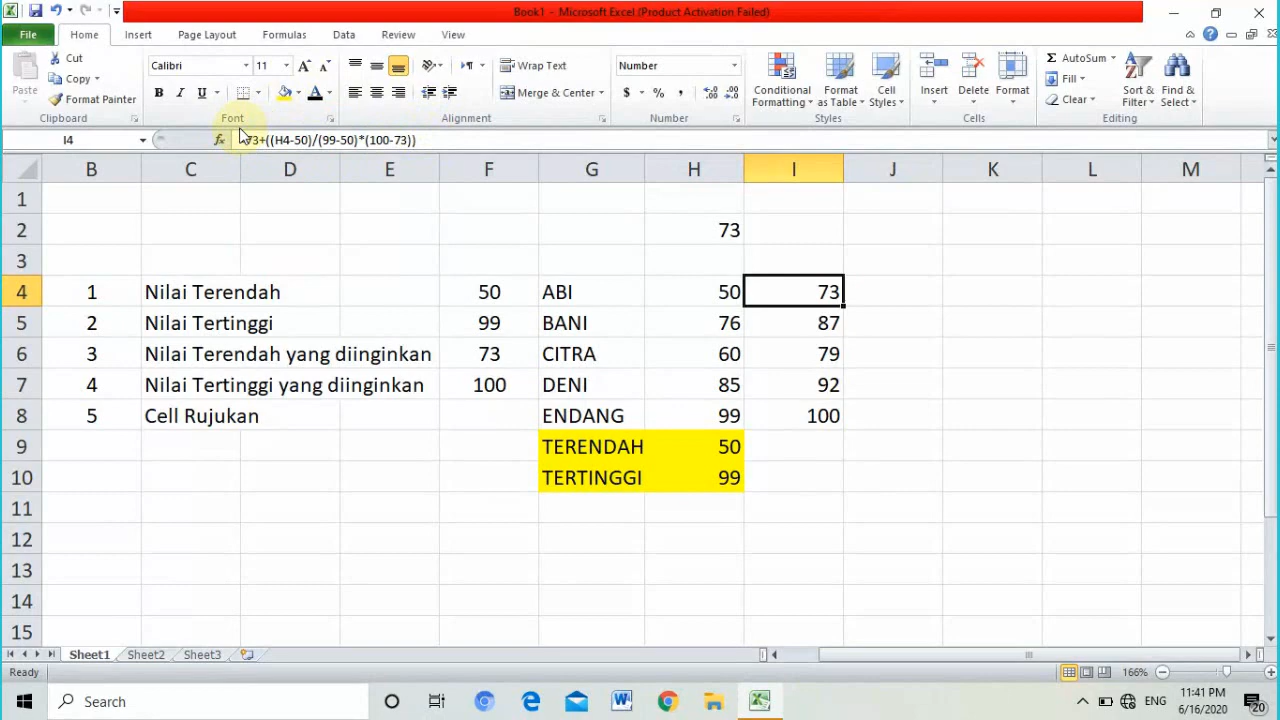 Book1 - Microsoft Excel (Product Activation Failed)
File Home Insert Page Layout Formulas Data Review View
Paste
Cut
Copy
Format Painter
Calibri 11
B I U
Wrap Text
Merge & Center
Number
$ % ,
Conditional Formatting
Format as Table
Cell Styles
Insert
Delete
Format
AutoSum
Fill
Clear
Sort & Filter
Find & Select
Clipboard Font Alignment Number Styles Cells Editing
I4 fx 73+((H4-50)/(99-50)*(100-73))
B C D E F G H I J K L M
1
2 73
3
4 1 Nilai Terendah 50 ABI 50 73
5 2 Nilai Tertinggi 99 BANI 76 87
6 3 Nilai Terendah yang diinginkan 73 CITRA 60 79
7 4 Nilai Tertinggi yang diinginkan 100 DENI 85 92
8 5 Cell Rujukan ENDANG 99 100
9 TERENDAH 50
10 TERTINGGI 99
11
12
13
14
15
Sheet1 Sheet2 Sheet3
Ready 166%
Search ENG 11:41 PM
6/16/2020 20